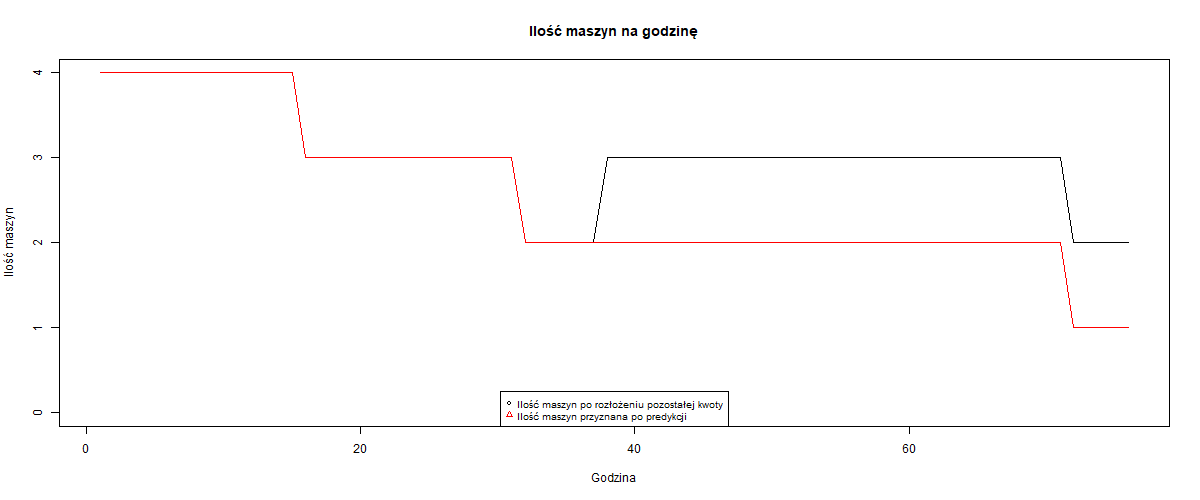 Ilość maszyn na godzinę
Ilość maszyn
4
3
2
1
0
Ilość maszyn po rozłożeniu pozostałej kwoty
Ilość maszyn przyznana po predykcji
0 20 40 60
Godzina